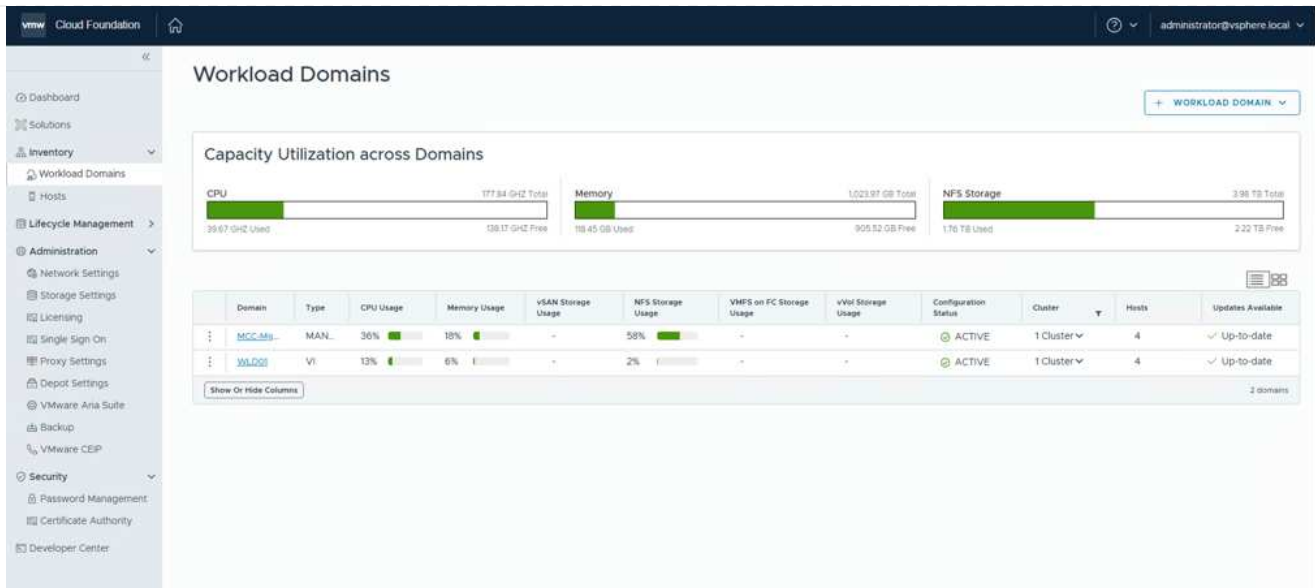 vmw Cloud Foundation administrator@vsphere.local
Workload Domains
+ WORKLOAD DOMAIN
Dashboard
Solutions
Inventory
Workload Domains
Hosts
Lifecycle Management
Administration
Network Settings
Storage Settings
Licensing
Single Sign On
Proxy Settings
Depot Settings
VMware Aria Suite
Backup
VMware CEIP
Security
Password Management
Certificate Authority
Developer Center
Capacity Utilization across Domains
CPU 177.84 GHZ Total
39.67 GHZ Used 138.17 GHZ Free
Memory 1,023.97 GB Total
118.45 GB Used 905.52 GB Free
NFS Storage 3.98 TB Total
1.76 TB Used 2.22 TB Free
Domain Type CPU Usage Memory Usage vSAN Storage Usage NFS Storage Usage VMFS on FC Storage Usage vVol Storage Usage Configuration Status Cluster Hosts Updates Available
MCC-Mg... MAN... 36% 18% - 58% - - ACTIVE 1 Cluster 4 Up-to-date
WLD01 VI 13% 6% - 2% - - ACTIVE 1 Cluster 4 Up-to-date
Show Or Hide Columns 2 domains